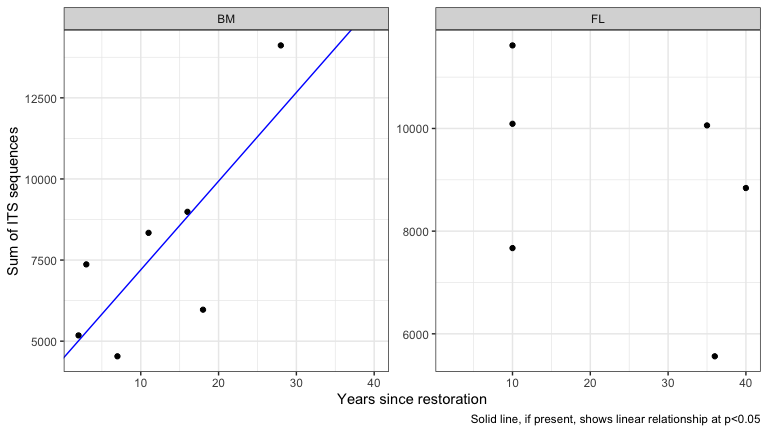 BM
FL
Sum of ITS sequences
12500
10000
7500
5000
10000
8000
6000
10 20 30 40
10 20 30 40
Years since restoration
Solid line, if present, shows linear relationship at p<0.05